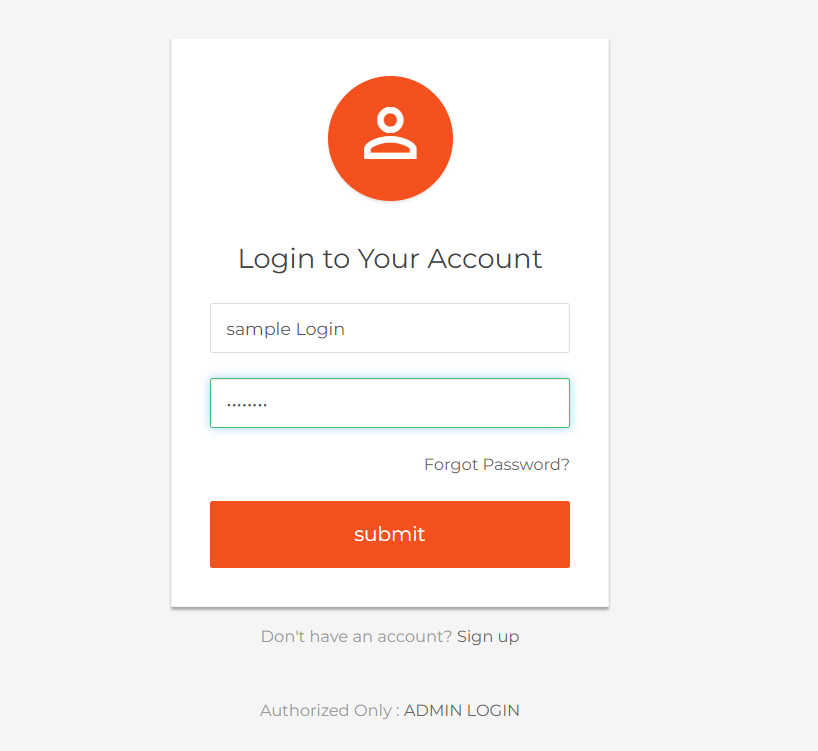 Login to Your Account
sample Login
••••••••
Forgot Password?
submit
Don't have an account? Sign up
Authorized Only : ADMIN LOGIN